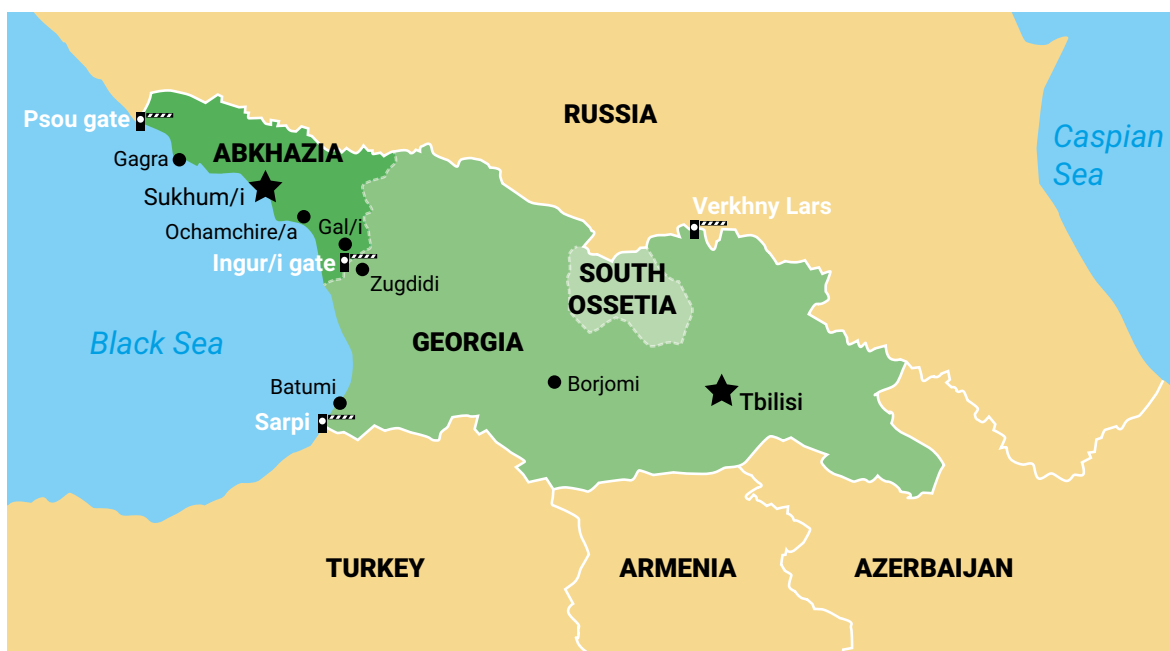 RUSSIA
Psou gate
Caspian
Sea
Gagra
ABKHAZIA
Sukhum/i
Verkhny Lars
Ochamchire/a
Gal/i
Ingur/i gate
Zugdidi
SOUTH
OSSETIA
Black Sea
GEORGIA
Batumi
Borjomi
Tbilisi
Sarpi
TURKEY
ARMENIA
AZERBAIJAN